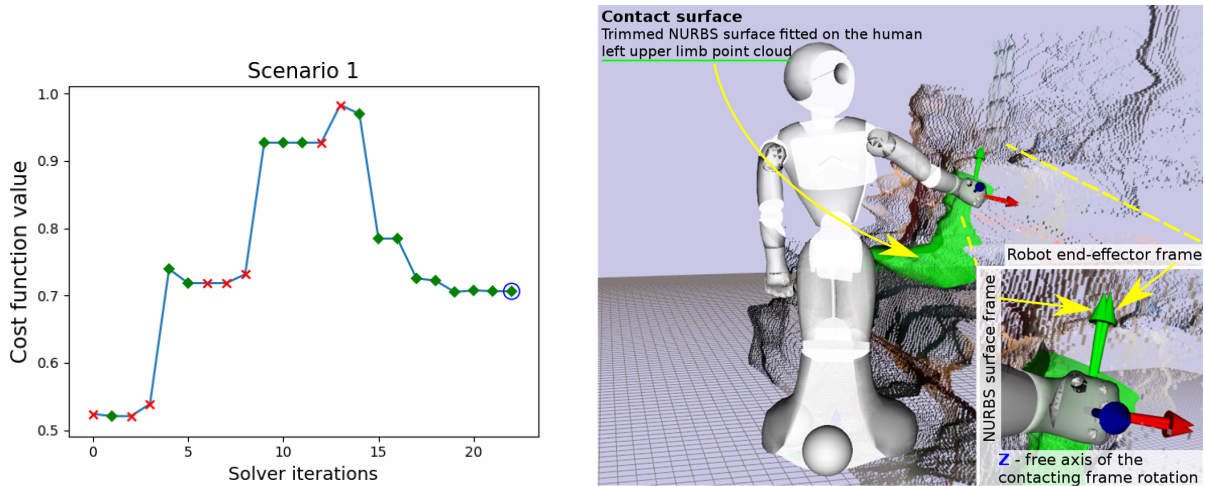 Scenario 1
Cost function value
1.0
0.9
0.8
0.7
0.6
0.5
0
5
10
15
20
Solver iterations
Contact surface
Trimmed NURBS surface fitted on the human
left upper limb point cloud
Robot end-effector frame
NURBS surface frame
Z - free axis of the
contacting frame rotation